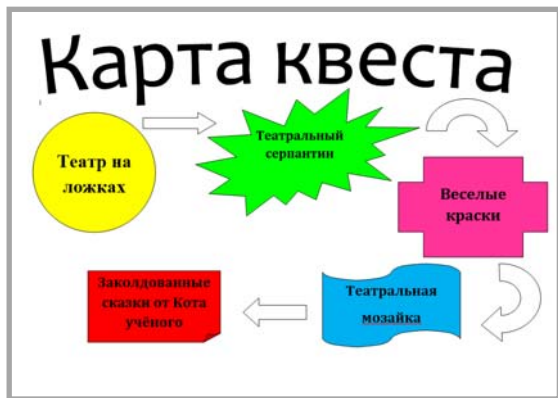 Карта квеста
Театр на
ложках
Театральный
серпантин
Веселые
краски
Театральная
мозайка
Заколдованные
сказки от Кота
учёного